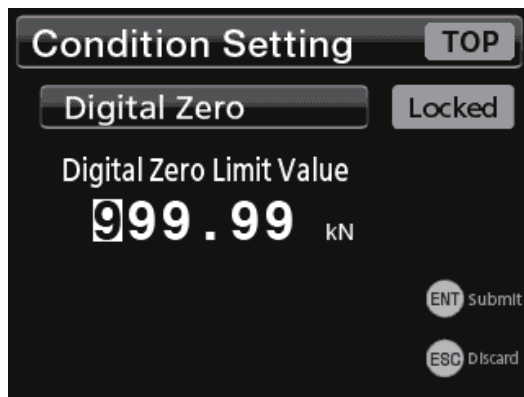 Condition Setting TOP
Digital Zero Locked
Digital Zero Limit Value
999.99 kN
ENT Submit
ESC Discard